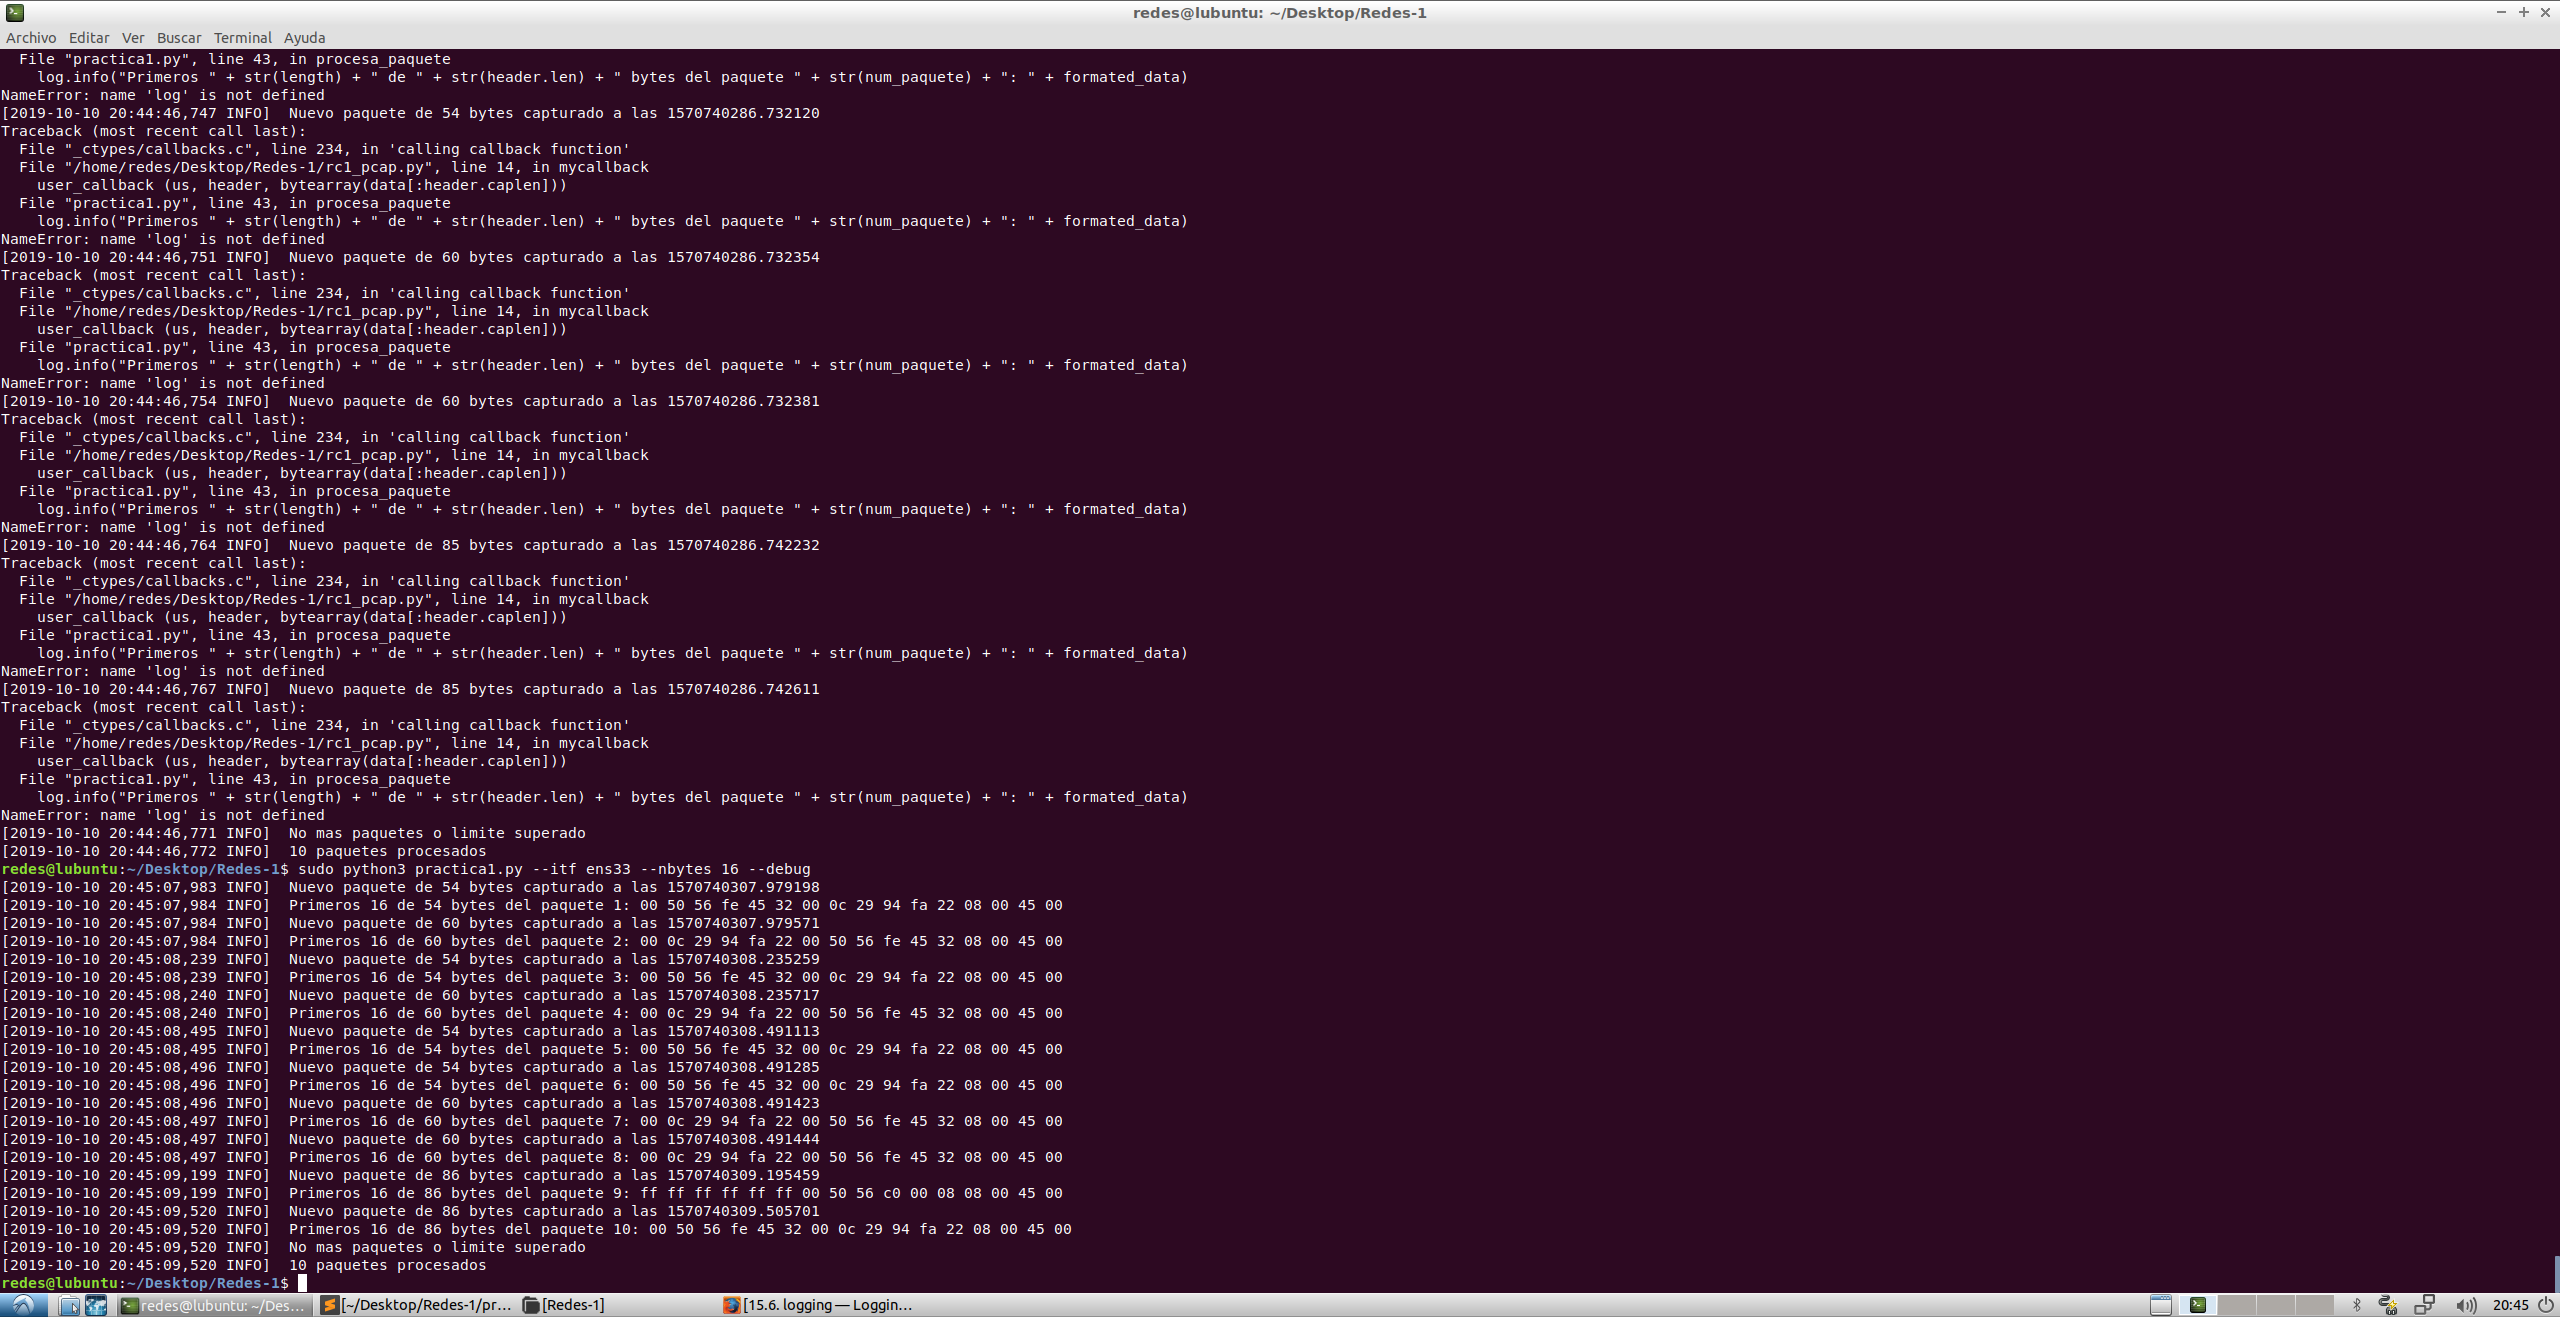 redes@lubuntu: ~/Desktop/Redes-1
Archivo Editar Ver Buscar Terminal Ayuda
  File "practica1.py", line 43, in procesa_paquete
    log.info("Primeros " + str(length) + " de " + str(header.len) + " bytes del paquete " + str(num_paquete) + ": " + formated_data)
NameError: name 'log' is not defined
[2019-10-10 20:44:46,747 INFO]  Nuevo paquete de 54 bytes capturado a las 1570740286.732120
Traceback (most recent call last):
  File "_ctypes/callbacks.c", line 234, in 'calling callback function'
  File "/home/redes/Desktop/Redes-1/rc1_pcap.py", line 14, in mycallback
    user_callback (us, header, bytearray(data[:header.caplen]))
  File "practica1.py", line 43, in procesa_paquete
    log.info("Primeros " + str(length) + " de " + str(header.len) + " bytes del paquete " + str(num_paquete) + ": " + formated_data)
NameError: name 'log' is not defined
[2019-10-10 20:44:46,751 INFO]  Nuevo paquete de 60 bytes capturado a las 1570740286.732354
Traceback (most recent call last):
  File "_ctypes/callbacks.c", line 234, in 'calling callback function'
  File "/home/redes/Desktop/Redes-1/rc1_pcap.py", line 14, in mycallback
    user_callback (us, header, bytearray(data[:header.caplen]))
  File "practica1.py", line 43, in procesa_paquete
    log.info("Primeros " + str(length) + " de " + str(header.len) + " bytes del paquete " + str(num_paquete) + ": " + formated_data)
NameError: name 'log' is not defined
[2019-10-10 20:44:46,754 INFO]  Nuevo paquete de 60 bytes capturado a las 1570740286.732381
Traceback (most recent call last):
  File "_ctypes/callbacks.c", line 234, in 'calling callback function'
  File "/home/redes/Desktop/Redes-1/rc1_pcap.py", line 14, in mycallback
    user_callback (us, header, bytearray(data[:header.caplen]))
  File "practica1.py", line 43, in procesa_paquete
    log.info("Primeros " + str(length) + " de " + str(header.len) + " bytes del paquete " + str(num_paquete) + ": " + formated_data)
NameError: name 'log' is not defined
[2019-10-10 20:44:46,764 INFO]  Nuevo paquete de 85 bytes capturado a las 1570740286.742232
Traceback (most recent call last):
  File "_ctypes/callbacks.c", line 234, in 'calling callback function'
  File "/home/redes/Desktop/Redes-1/rc1_pcap.py", line 14, in mycallback
    user_callback (us, header, bytearray(data[:header.caplen]))
  File "practica1.py", line 43, in procesa_paquete
    log.info("Primeros " + str(length) + " de " + str(header.len) + " bytes del paquete " + str(num_paquete) + ": " + formated_data)
NameError: name 'log' is not defined
[2019-10-10 20:44:46,767 INFO]  Nuevo paquete de 85 bytes capturado a las 1570740286.742611
Traceback (most recent call last):
  File "_ctypes/callbacks.c", line 234, in 'calling callback function'
  File "/home/redes/Desktop/Redes-1/rc1_pcap.py", line 14, in mycallback
    user_callback (us, header, bytearray(data[:header.caplen]))
  File "practica1.py", line 43, in procesa_paquete
    log.info("Primeros " + str(length) + " de " + str(header.len) + " bytes del paquete " + str(num_paquete) + ": " + formated_data)
NameError: name 'log' is not defined
[2019-10-10 20:44:46,771 INFO]  No mas paquetes o limite superado
[2019-10-10 20:44:46,772 INFO]  10 paquetes procesados
redes@lubuntu:~/Desktop/Redes-1$ sudo python3 practica1.py --itf ens33 --nbytes 16 --debug
[2019-10-10 20:45:07,983 INFO]  Nuevo paquete de 54 bytes capturado a las 1570740307.979198
[2019-10-10 20:45:07,984 INFO]  Primeros 16 de 54 bytes del paquete 1: 00 50 56 fe 45 32 00 0c 29 94 fa 22 08 00 45 00
[2019-10-10 20:45:07,984 INFO]  Nuevo paquete de 60 bytes capturado a las 1570740307.979571
[2019-10-10 20:45:07,984 INFO]  Primeros 16 de 60 bytes del paquete 2: 00 0c 29 94 fa 22 00 50 56 fe 45 32 08 00 45 00
[2019-10-10 20:45:08,239 INFO]  Nuevo paquete de 54 bytes capturado a las 1570740308.235259
[2019-10-10 20:45:08,239 INFO]  Primeros 16 de 54 bytes del paquete 3: 00 50 56 fe 45 32 00 0c 29 94 fa 22 08 00 45 00
[2019-10-10 20:45:08,240 INFO]  Nuevo paquete de 60 bytes capturado a las 1570740308.235717
[2019-10-10 20:45:08,240 INFO]  Primeros 16 de 60 bytes del paquete 4: 00 0c 29 94 fa 22 00 50 56 fe 45 32 08 00 45 00
[2019-10-10 20:45:08,495 INFO]  Nuevo paquete de 54 bytes capturado a las 1570740308.491113
[2019-10-10 20:45:08,495 INFO]  Primeros 16 de 54 bytes del paquete 5: 00 50 56 fe 45 32 00 0c 29 94 fa 22 08 00 45 00
[2019-10-10 20:45:08,496 INFO]  Nuevo paquete de 54 bytes capturado a las 1570740308.491285
[2019-10-10 20:45:08,496 INFO]  Primeros 16 de 54 bytes del paquete 6: 00 50 56 fe 45 32 00 0c 29 94 fa 22 08 00 45 00
[2019-10-10 20:45:08,496 INFO]  Nuevo paquete de 60 bytes capturado a las 1570740308.491423
[2019-10-10 20:45:08,497 INFO]  Primeros 16 de 60 bytes del paquete 7: 00 0c 29 94 fa 22 00 50 56 fe 45 32 08 00 45 00
[2019-10-10 20:45:08,497 INFO]  Nuevo paquete de 60 bytes capturado a las 1570740308.491444
[2019-10-10 20:45:08,497 INFO]  Primeros 16 de 60 bytes del paquete 8: 00 0c 29 94 fa 22 00 50 56 fe 45 32 08 00 45 00
[2019-10-10 20:45:09,199 INFO]  Nuevo paquete de 86 bytes capturado a las 1570740309.195459
[2019-10-10 20:45:09,199 INFO]  Primeros 16 de 86 bytes del paquete 9: ff ff ff ff ff ff 00 50 56 c0 00 08 08 00 45 00
[2019-10-10 20:45:09,520 INFO]  Nuevo paquete de 86 bytes capturado a las 1570740309.505701
[2019-10-10 20:45:09,520 INFO]  Primeros 16 de 86 bytes del paquete 10: 00 50 56 fe 45 32 00 0c 29 94 fa 22 08 00 45 00
[2019-10-10 20:45:09,520 INFO]  No mas paquetes o limite superado
[2019-10-10 20:45:09,520 INFO]  10 paquetes procesados
redes@lubuntu:~/Desktop/Redes-1$
redes@lubuntu: ~/Des... [~/Desktop/Redes-1/pr... [Redes-1] [15.6. logging — Loggin... 20:45